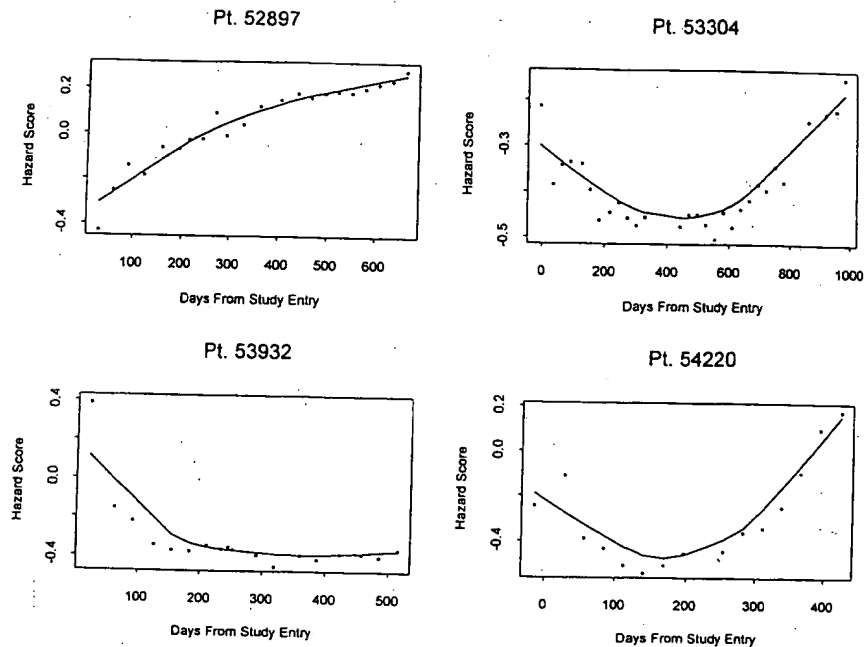 Pt. 52897
Hazard Score
0.2
0.0
-0.4
100 200 300 400 500 600
Days From Study Entry
Pt. 53304
Hazard Score
-0.3
-0.5
0 200 400 600 800 1000
Days From Study Entry
Pt. 53932
Hazard Score
0.4
0.0
-0.4
100 200 300 400 500
Days From Study Entry
Pt. 54220
Hazard Score
0.2
0.0
-0.4
0 100 200 300 400
Days From Study Entry